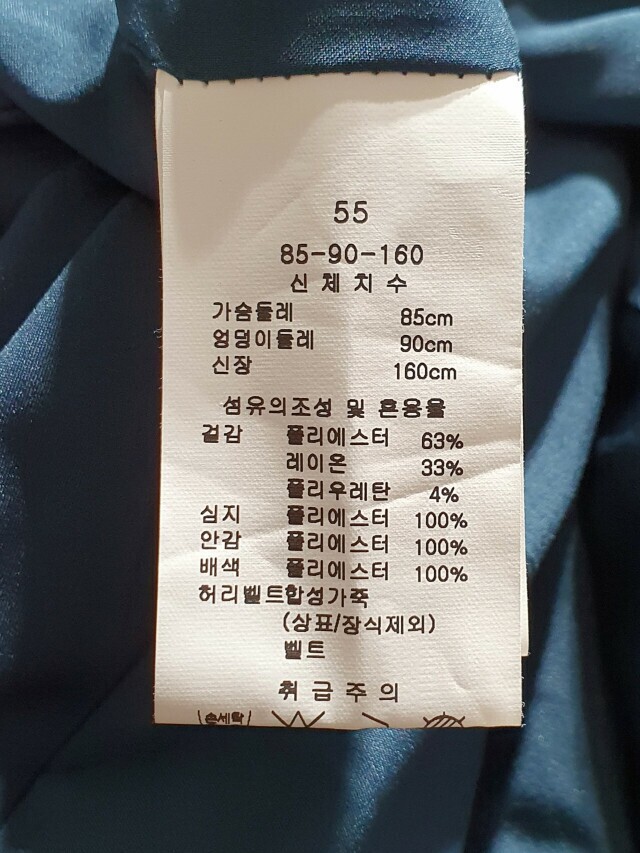 55
85-90-160
신체치수
가슴둘레 85cm
엉덩이둘레 90cm
신장 160cm
섬유의조성 및 혼용율
겉감 폴리에스터 63%
레이온 33%
폴리우레탄 4%
심지 폴리에스터 100%
안감 폴리에스터 100%
배색 폴리에스터 100%
허리벨트합성가죽
(상표/장식제외)
벨트
취급주의
손세탁